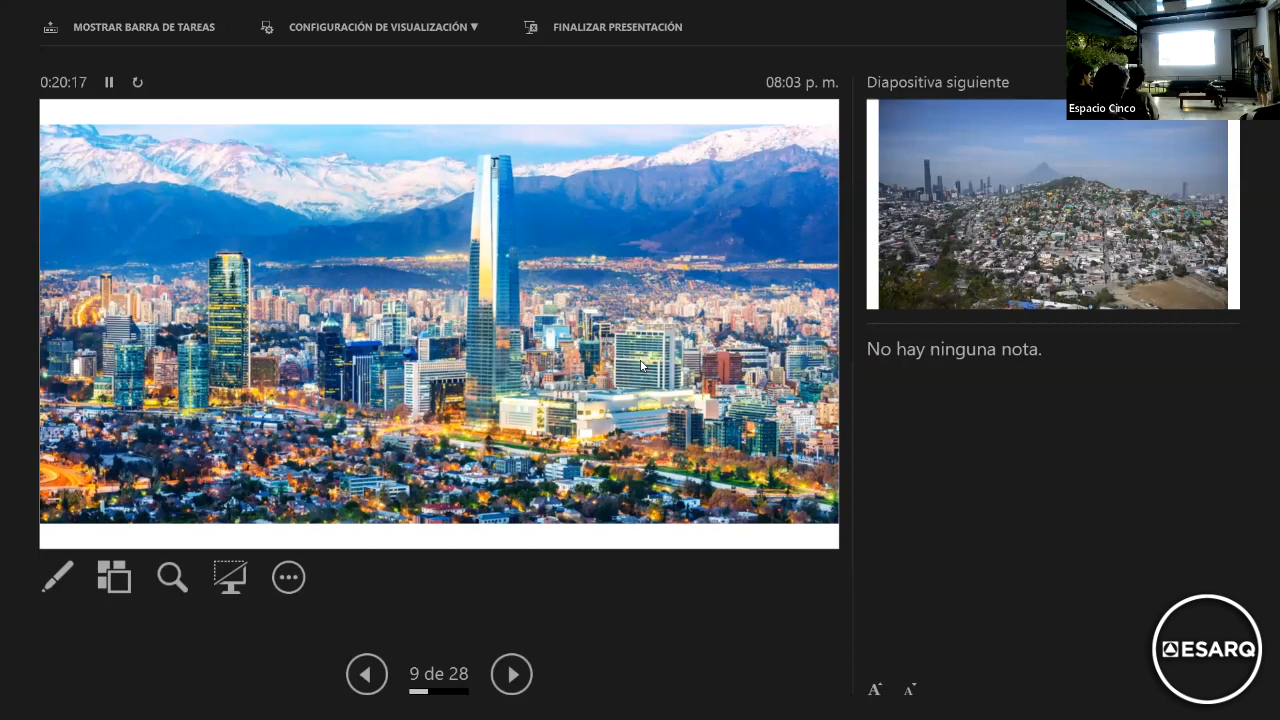 MOSTRAR BARRA DE TAREAS
CONFIGURACIÓN DE VISUALIZACIÓN ▼
FINALIZAR PRESENTACIÓN
0:20:17
08:03 p. m.
Diapositiva siguiente
Espacio Cinco
No hay ninguna nota.
9 de 28
A A
ESARQ